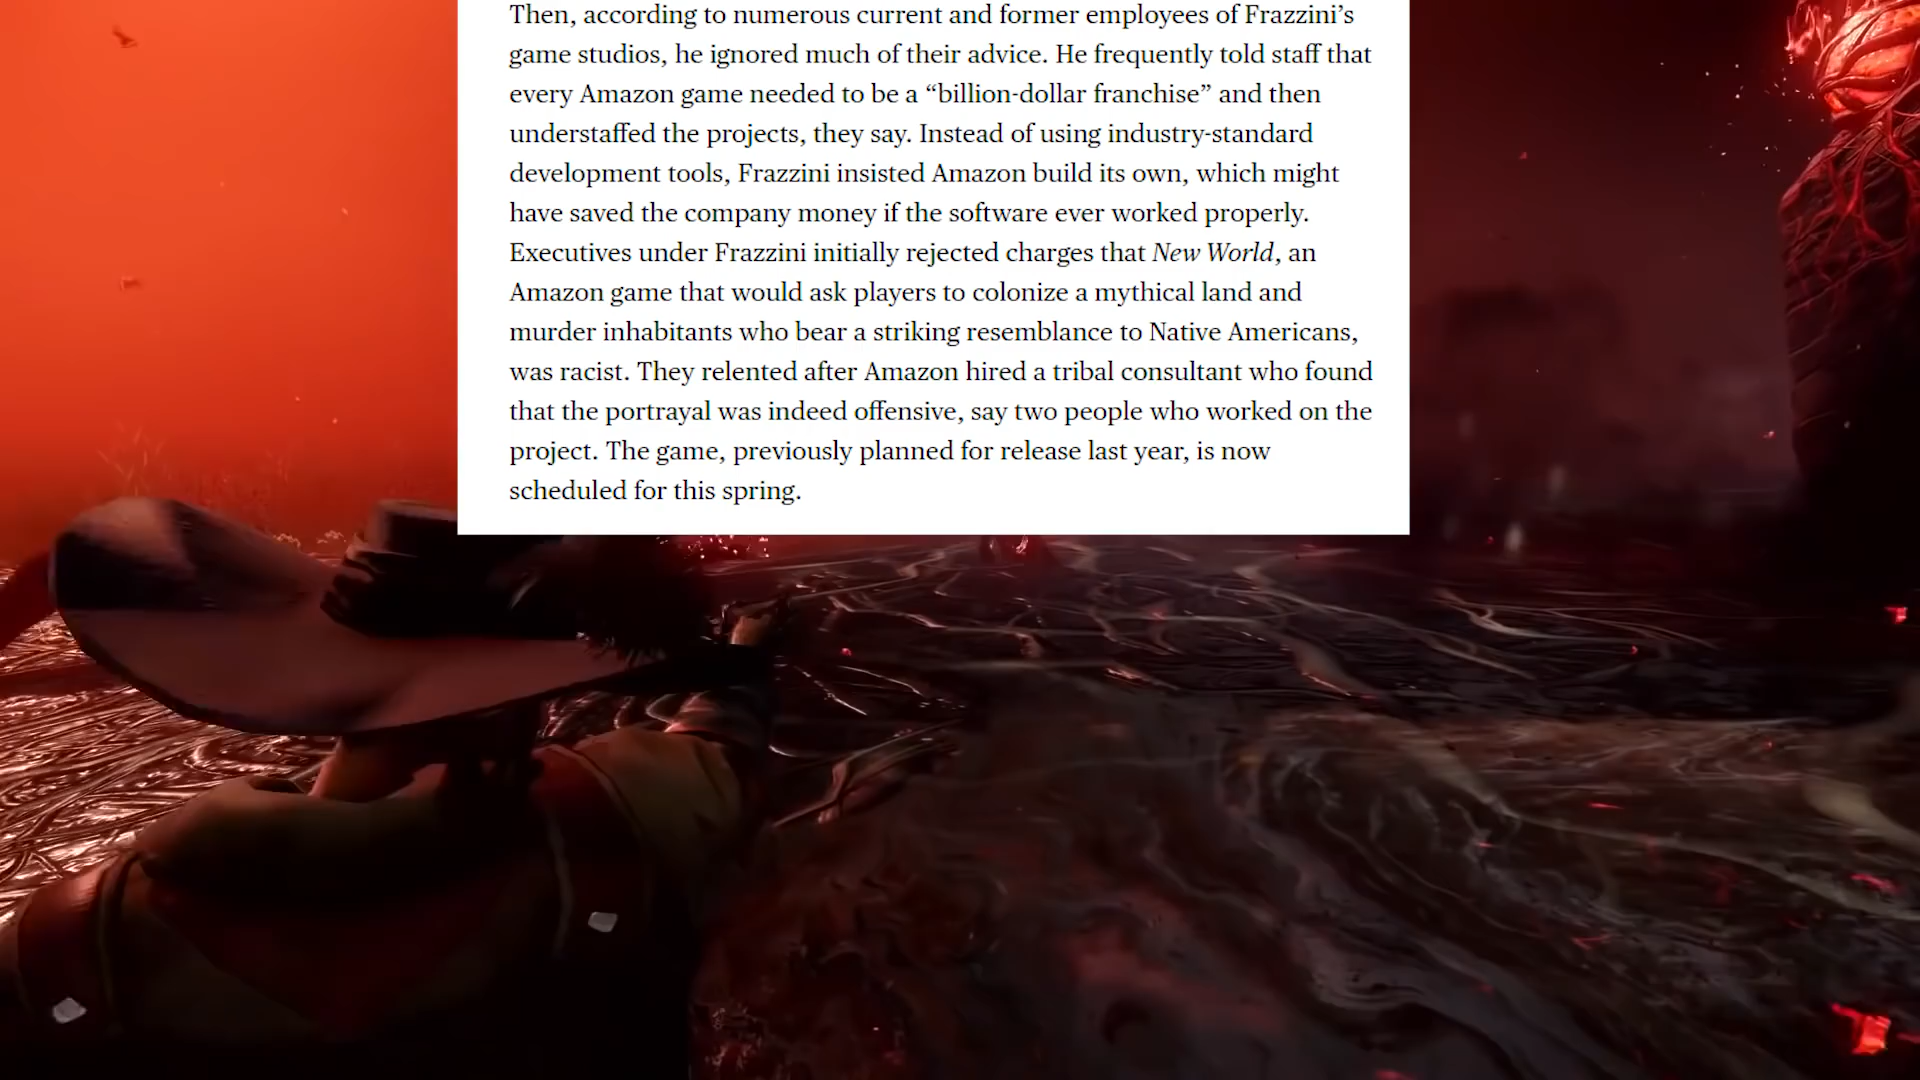 Then, according to numerous current and former employees of Frazzini’s
game studios, he ignored much of their advice. He frequently told staff that
every Amazon game needed to be a “billion-dollar franchise” and then
understaffed the projects, they say. Instead of using industry-standard
development tools, Frazzini insisted Amazon build its own, which might
have saved the company money if the software ever worked properly.
Executives under Frazzini initially rejected charges that New World, an
Amazon game that would ask players to colonize a mythical land and
murder inhabitants who bear a striking resemblance to Native Americans,
was racist. They relented after Amazon hired a tribal consultant who found
that the portrayal was indeed offensive, say two people who worked on the
project. The game, previously planned for release last year, is now
scheduled for this spring.